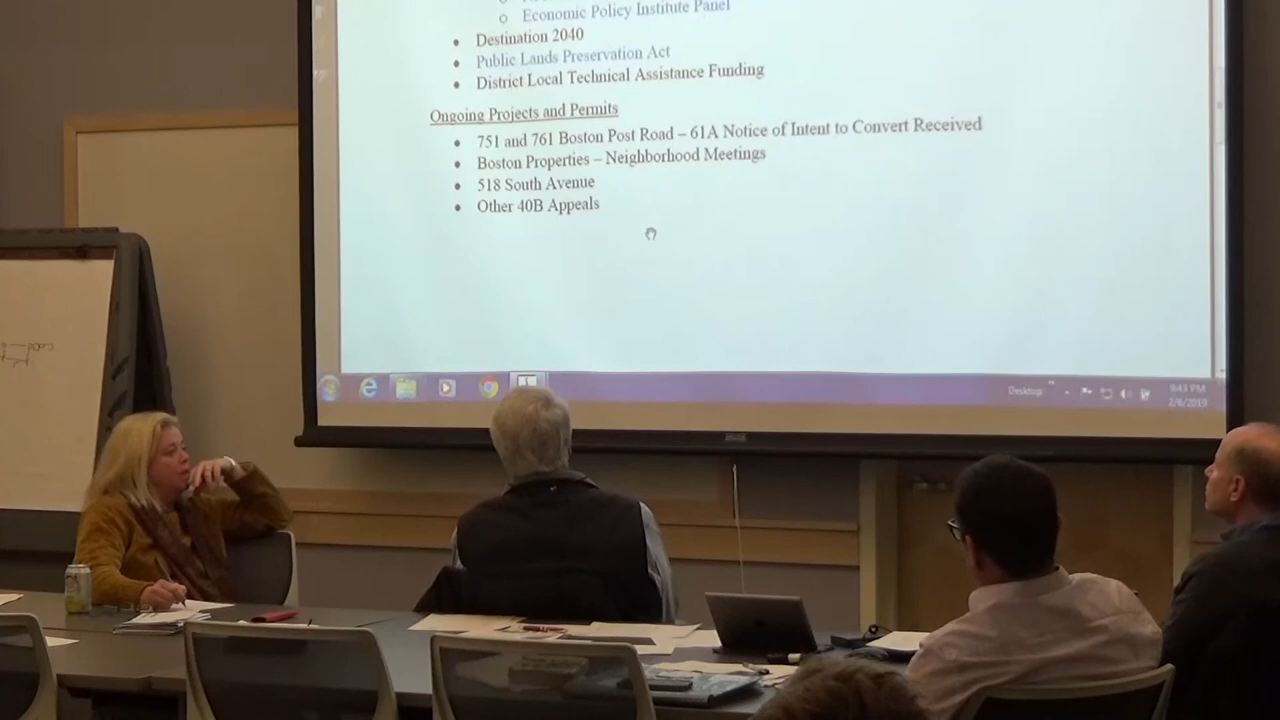 Economic Policy Institute Panel
Destination 2040
Public Lands Preservation Act
District Local Technical Assistance Funding
Ongoing Projects and Permits
751 and 761 Boston Post Road – 61A Notice of Intent to Convert Received
Boston Properties – Neighborhood Meetings
518 South Avenue
Other 40B Appeals
Desktop
9:43 PM
2/6/2019